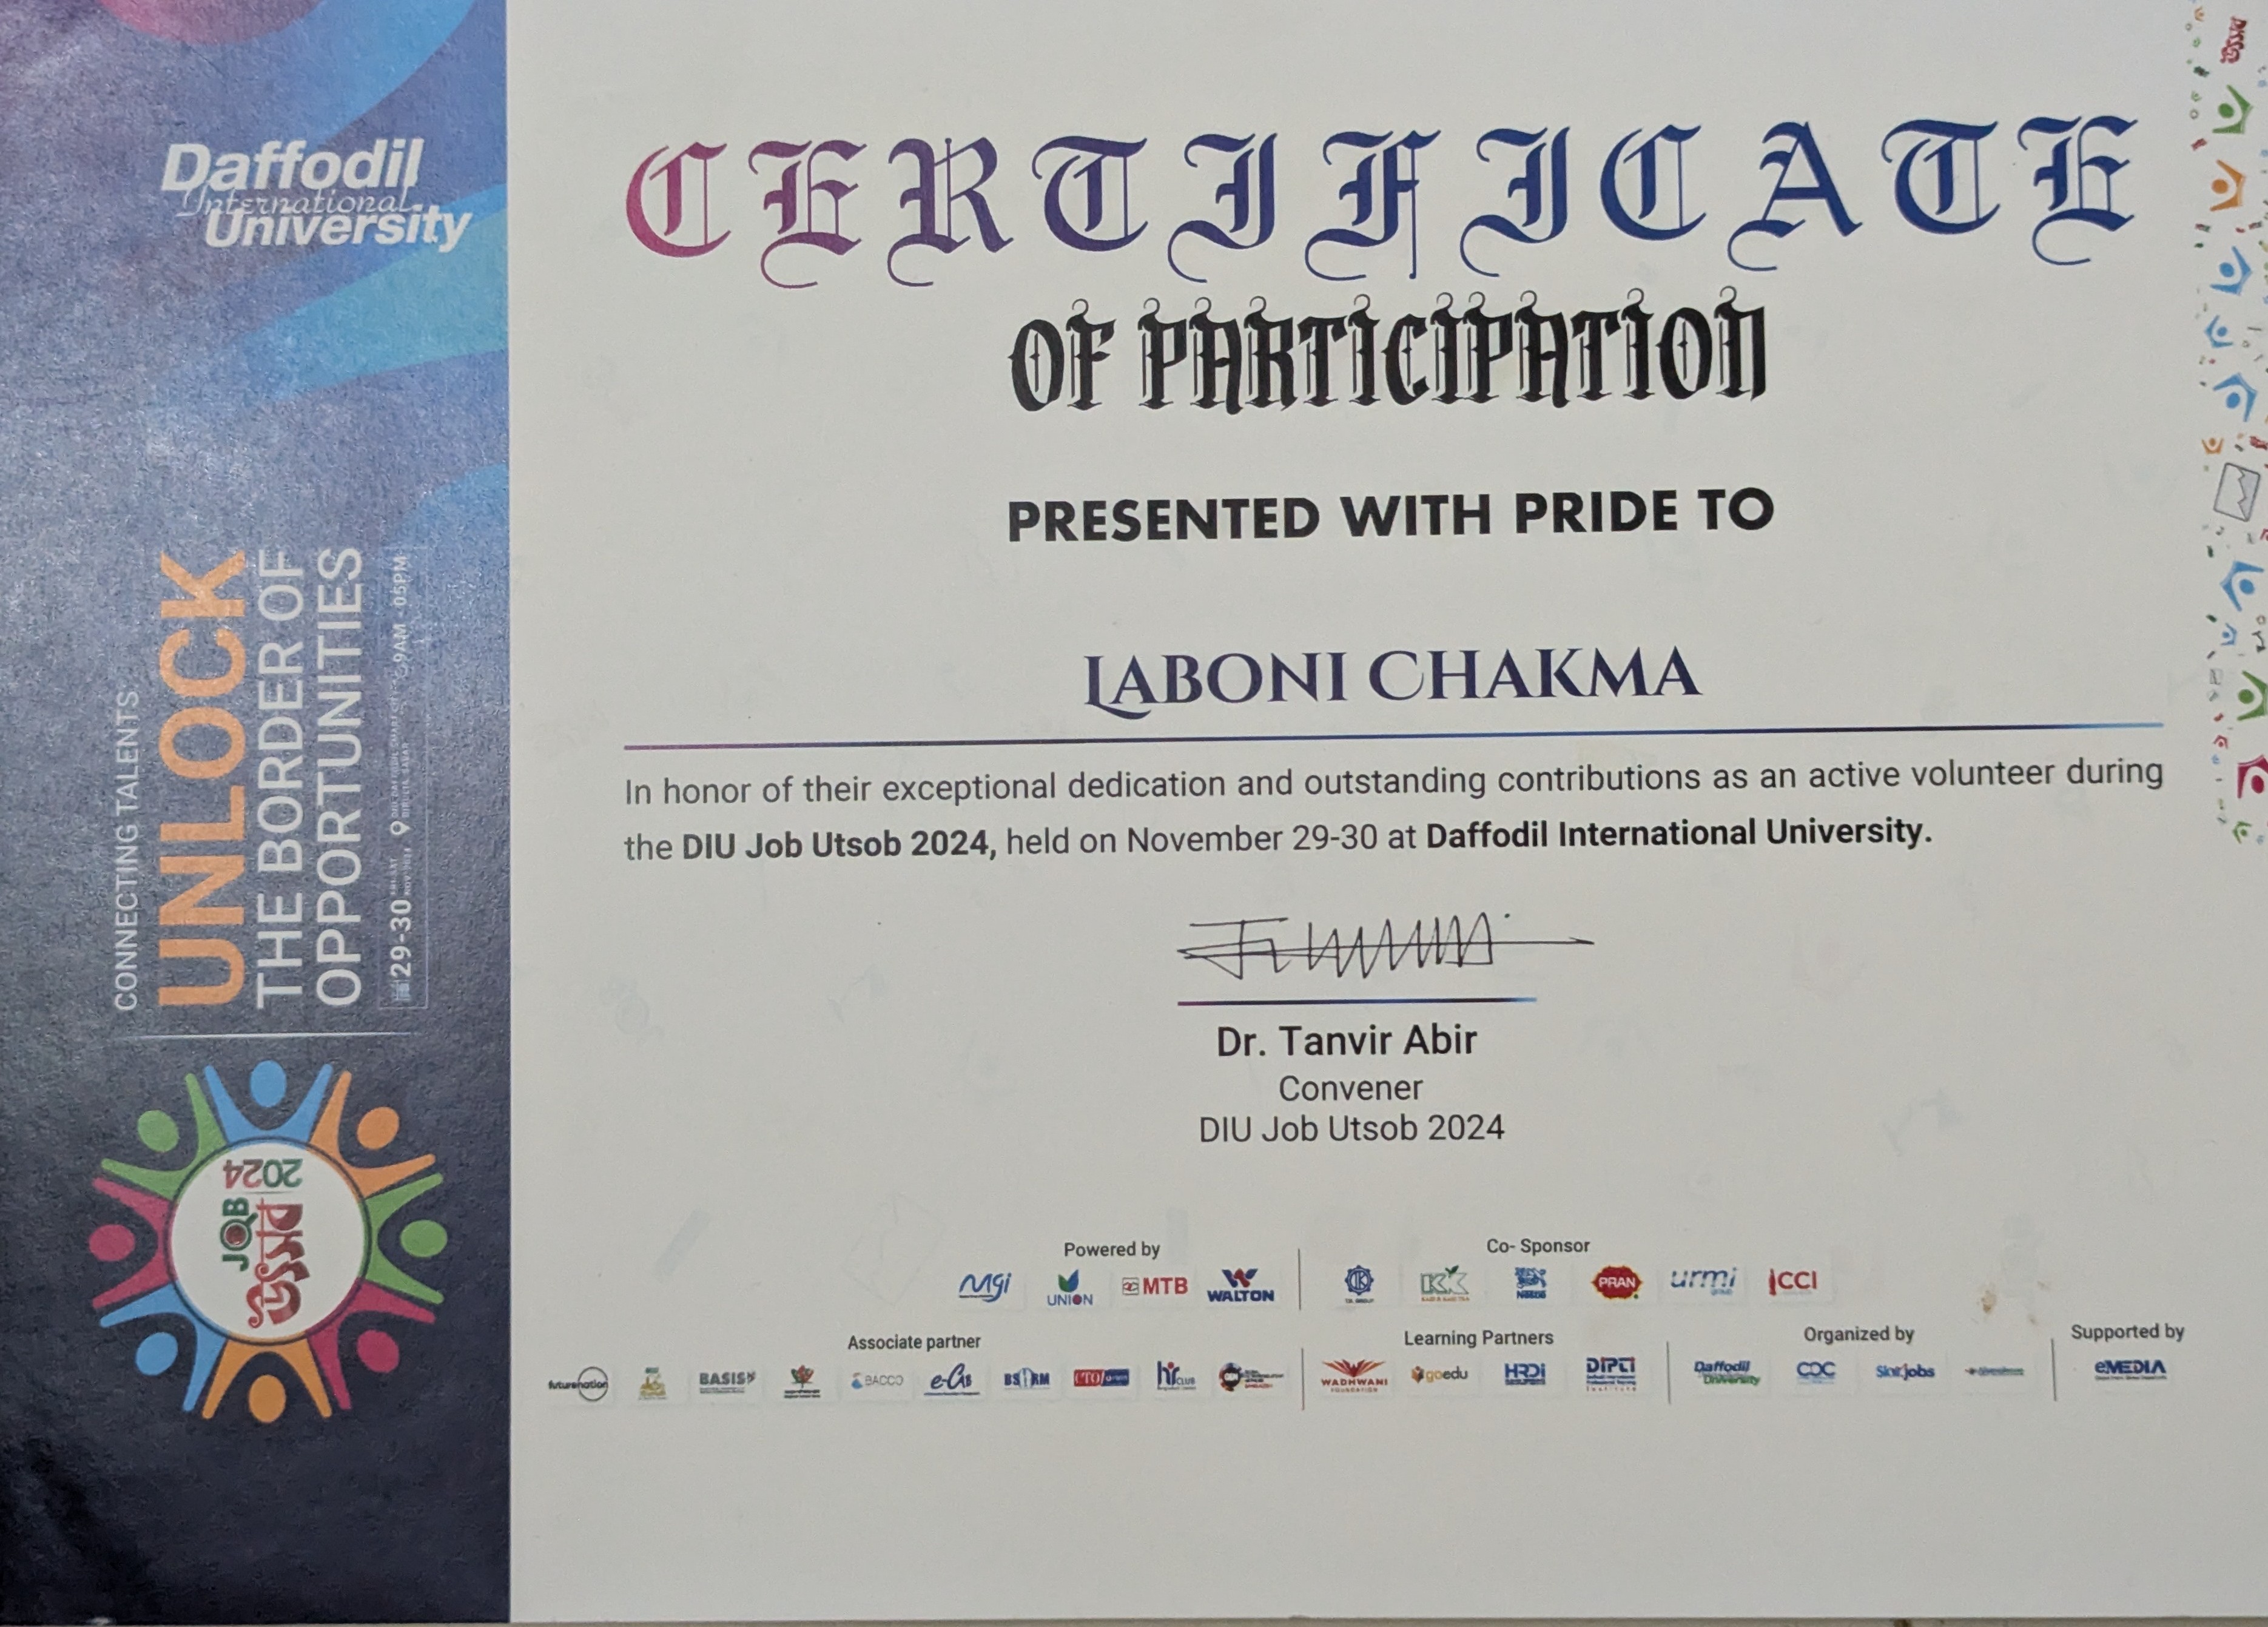 Daffodil
International
University
CONNECTING TALENTS
UNLOCK
THE BORDER OF
OPPORTUNITIES
29-30
9AM - 05PM
JOB
উৎসব
2024
CERTIFICATE
OF PARTICIPATION
PRESENTED WITH PRIDE TO
LABONI CHAKMA
In honor of their exceptional dedication and outstanding contributions as an active volunteer during
the DIU Job Utsob 2024, held on November 29-30 at Daffodil International University.
Dr. Tanvir Abir
Convener
DIU Job Utsob 2024
Powered by
mgi UNION MTB WALTON
Co- Sponsor
KK Nestlé PRAN urmi group ICCI
Associate partner
futurenation BASIS BACCO e-Cab CTO hr CLUB
Learning Partners
WADHWANI FOUNDATION goedu HRDI DIPTI
Organized by
Daffodil International University CDC Skill.jobs
Supported by
eMEDIA